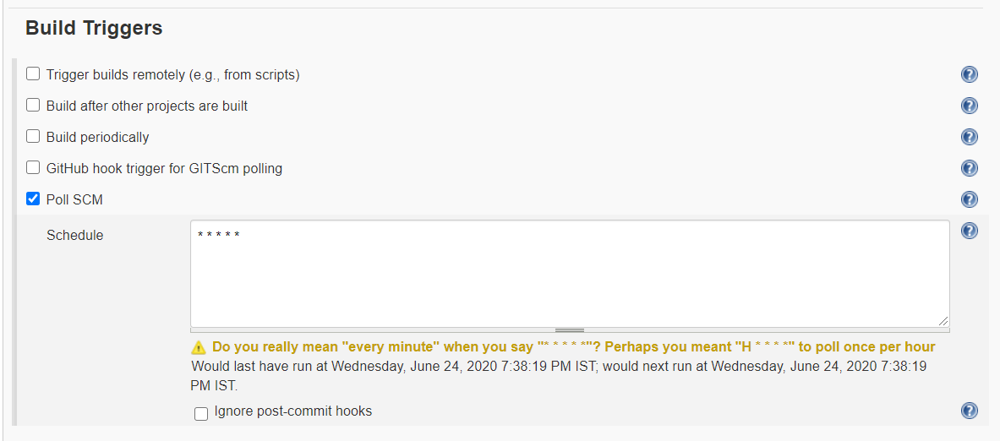 Build Triggers
Trigger builds remotely (e.g., from scripts)
Build after other projects are built
Build periodically
GitHub hook trigger for GITScm polling
Poll SCM
Schedule
* * * * *
Do you really mean "every minute" when you say "* * * * *"? Perhaps you meant "H * * * *" to poll once per hour
Would last have run at Wednesday, June 24, 2020 7:38:19 PM IST; would next run at Wednesday, June 24, 2020 7:38:19
PM IST.
Ignore post-commit hooks